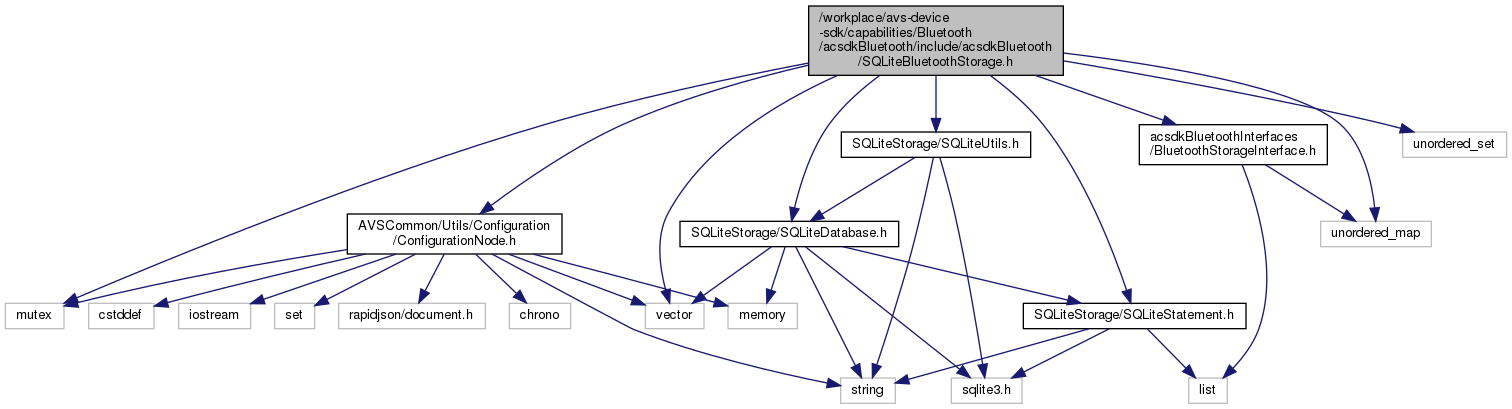 /workplace/avs-device
-sdk/capabilities/Bluetooth
/acsdkBluetooth/include/acsdkBluetooth
/SQLiteBluetoothStorage.h
SQLiteStorage/SQLiteUtils.h
acsdkBluetoothInterfaces
/BluetoothStorageInterface.h
unordered_set
AVSCommon/Utils/Configuration
/ConfigurationNode.h
SQLiteStorage/SQLiteDatabase.h
unordered_map
mutex
cstddef
iostream
set
rapidjson/document.h
chrono
vector
memory
SQLiteStorage/SQLiteStatement.h
string
sqlite3.h
list